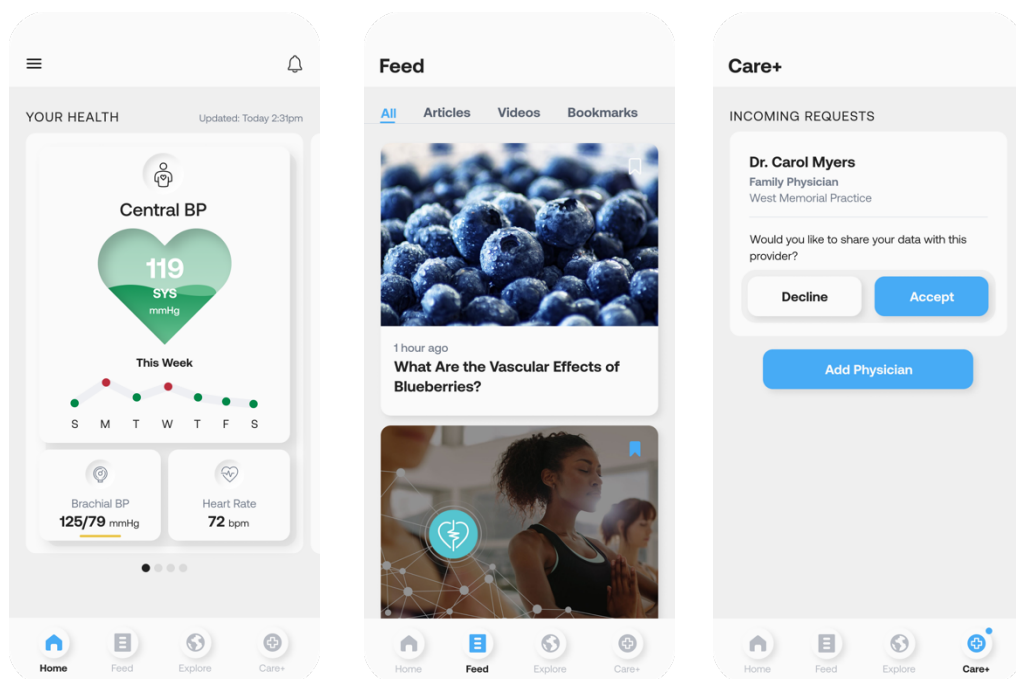 YOUR HEALTH
Updated: Today 2:31pm
Central BP
119
SYS
mmHg
This Week
S M T W T F S
Brachial BP
125/79 mmHg
Heart Rate
72 bpm
Home Feed Explore Care+
Feed
All Articles Videos Bookmarks
1 hour ago
What Are the Vascular Effects of
Blueberries?
Home Feed Explore Care+
Care+
INCOMING REQUESTS
Dr. Carol Myers
Family Physician
West Memorial Practice
Would you like to share your data with this
provider?
Decline Accept
Add Physician
Home Feed Explore Care+